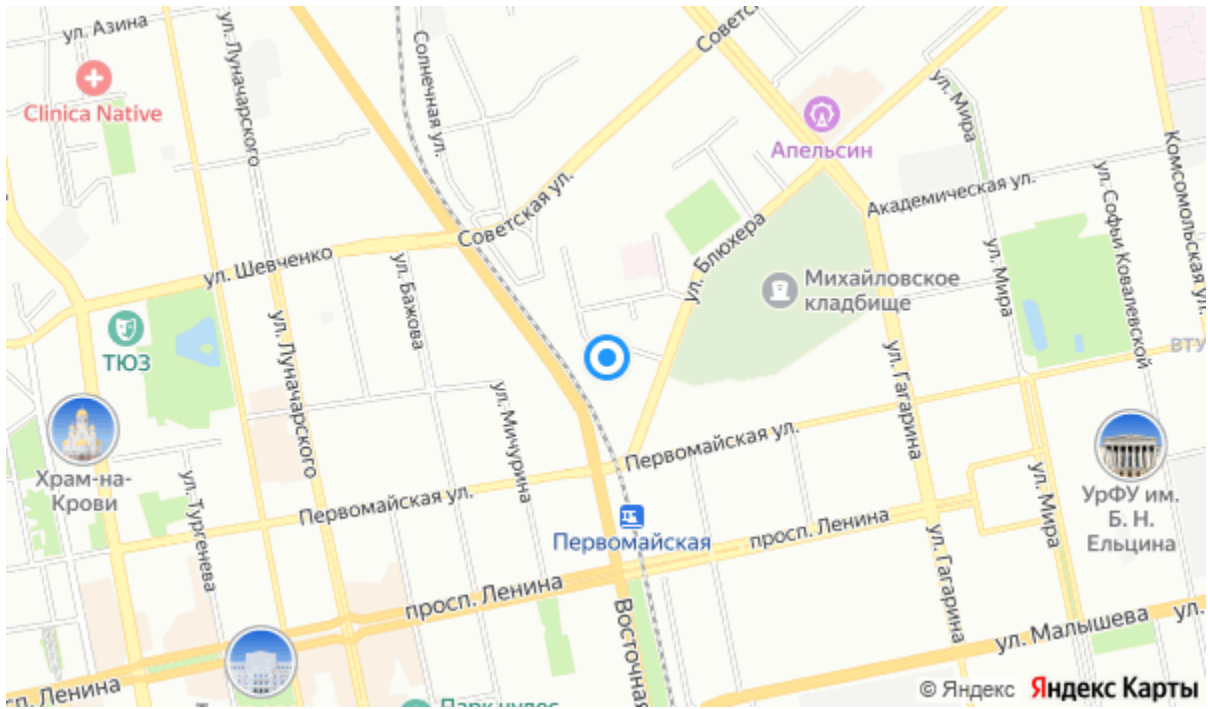 ул. Азина
Clinica Native
ул. Луначарского
Солнечная ул.
Советская ул.
Апельсин
ул. Мира
Комсомольская ул.
Академическая ул.
ул. Софьи Ковалевской
ул. Шевченко
ул. Бажова
ул. Блюхера
Михайловское
кладбище
ул. Мира
ТЮЗ
ул. Луначарского
ул. Мичурина
ул. Гагарина
ВТУ
Храм-на-
Крови
ул. Тургенева
Первомайская ул.
Первомайская ул.
Первомайская
просп. Ленина
ул. Мира
УрФУ им.
Б. Н.
Ельцина
просп. Ленина
ул. Гагарина
Восточная
ул. Малышева
ул.
сп. Ленина
Парк чудес
© Яндекс Яндекс Карты